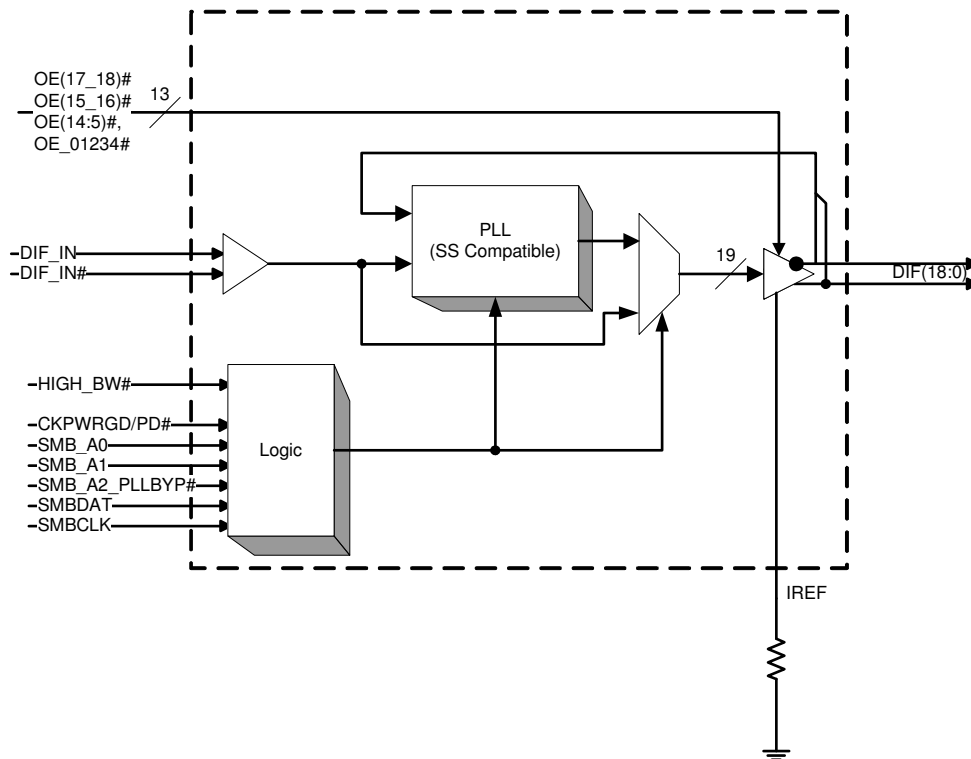 OE(17_18)#
OE(15_16)#
OE(14:5)#,
OE_01234#
13
PLL
(SS Compatible)
DIF_IN
DIF_IN#
19
DIF(18:0)
HIGH_BW#
CKPWRGD/PD#
SMB_A0
SMB_A1
SMB_A2_PLLBYP#
SMBDAT
SMBCLK
Logic
IREF